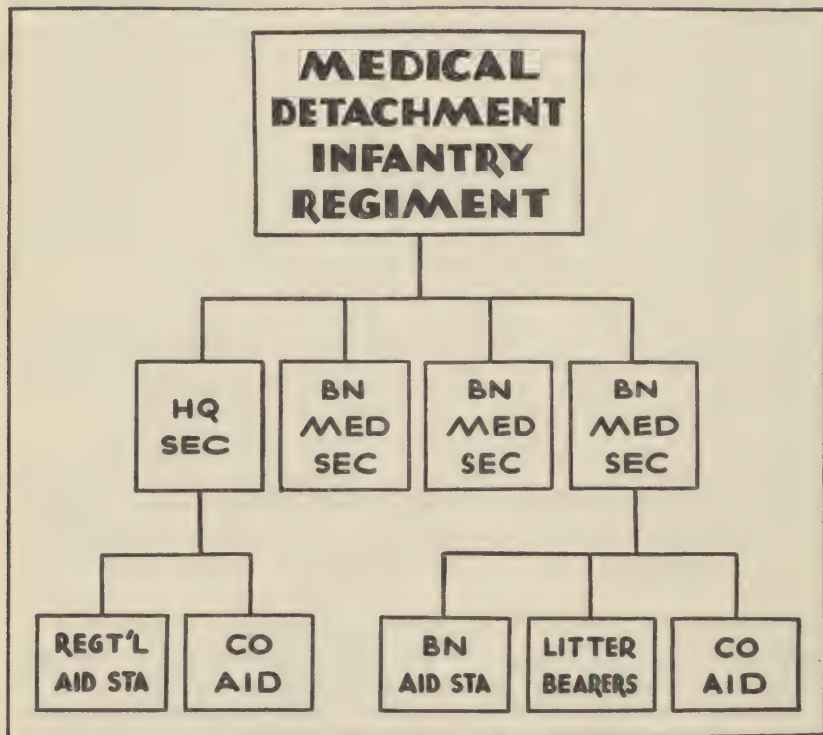 MEDICAL
DETACHMENT
INFANTRY
REGIMENT
HQ
SEC
BN
MED
SEC
BN
MED
SEC
BN
MED
SEC
REGT'L
AID STA
CO
AID
BN
AID STA
LITTER
BEARERS
CO
AID